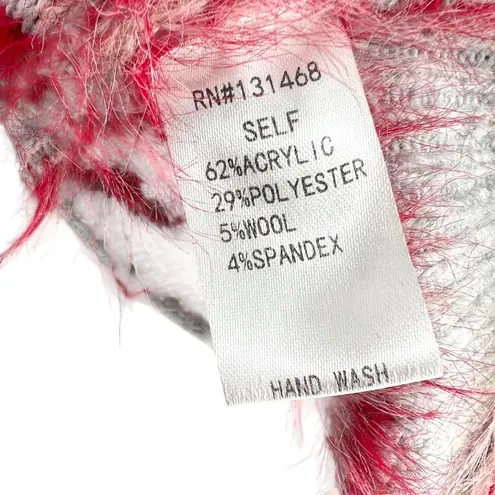 RN#131468
SELF
62%ACRYLIC
29%POLYESTER
5%WOOL
4%SPANDEX
HAND WASH